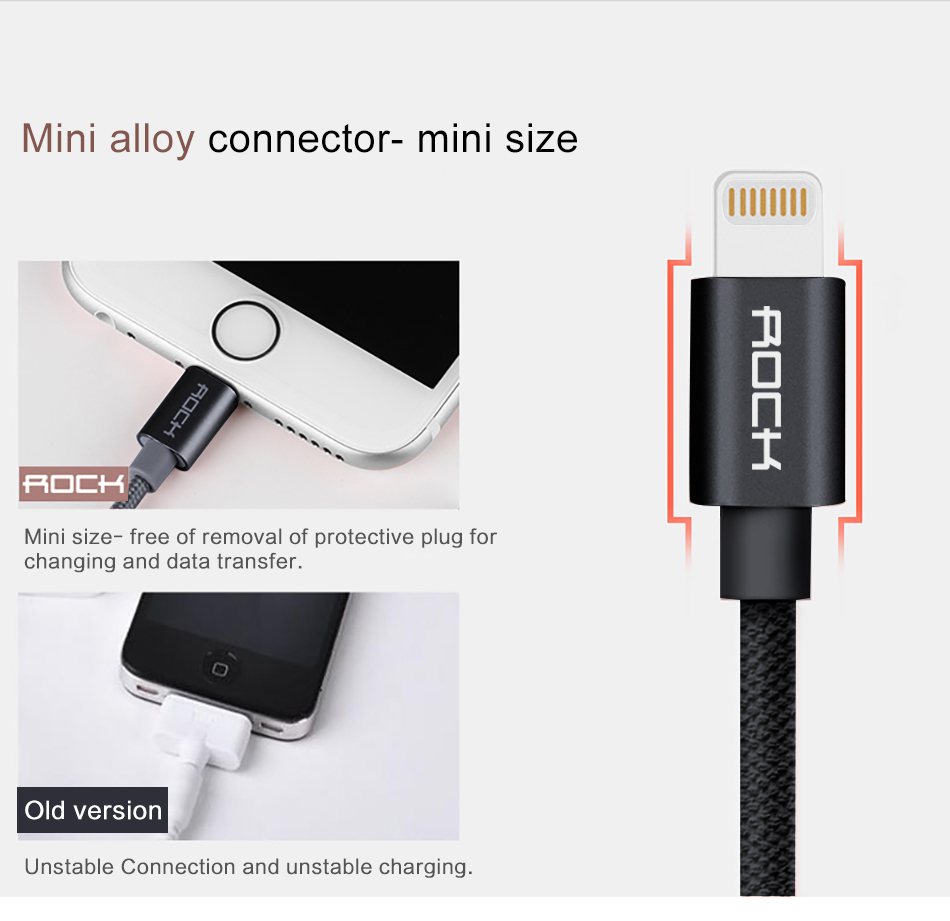 Mini alloy connector- mini size
ROCK
ROCK
ROCK
Mini size- free of removal of protective plug for
changing and data transfer.
Old version
Unstable Connection and unstable charging.